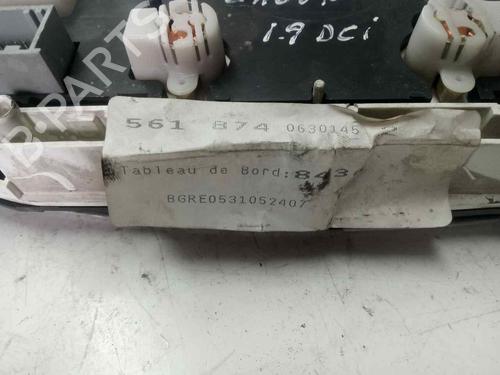 1.9 DCi
561 874 0630145
Tableau de Bord: 843
BGRE0531052407